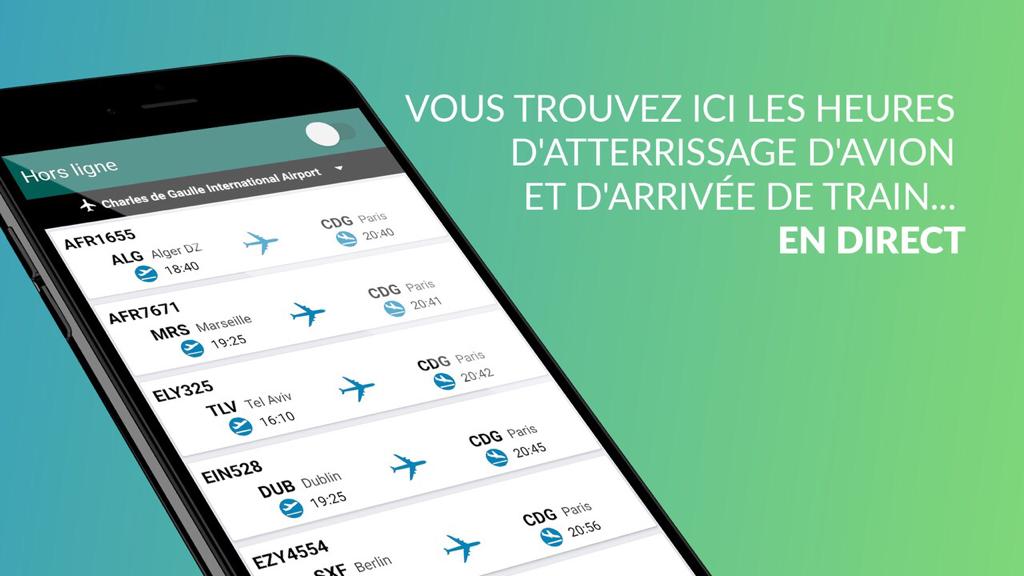 VOUS TROUVEZ ICI LES HEURES
D'ATTERRISSAGE D'AVION
ET D'ARRIVÉE DE TRAIN...
EN DIRECT
Hors ligne
Charles de Gaulle International Airport
AFR1655
ALG Alger DZ CDG Paris
18:40 20:40
AFR7671
MRS Marseille CDG Paris
19:25 20:41
ELY325
TLV Tel Aviv CDG Paris
16:10 20:42
EIN528
DUB Dublin CDG Paris
19:25 20:45
EZY4554
SXF Berlin CDG Paris
20:56